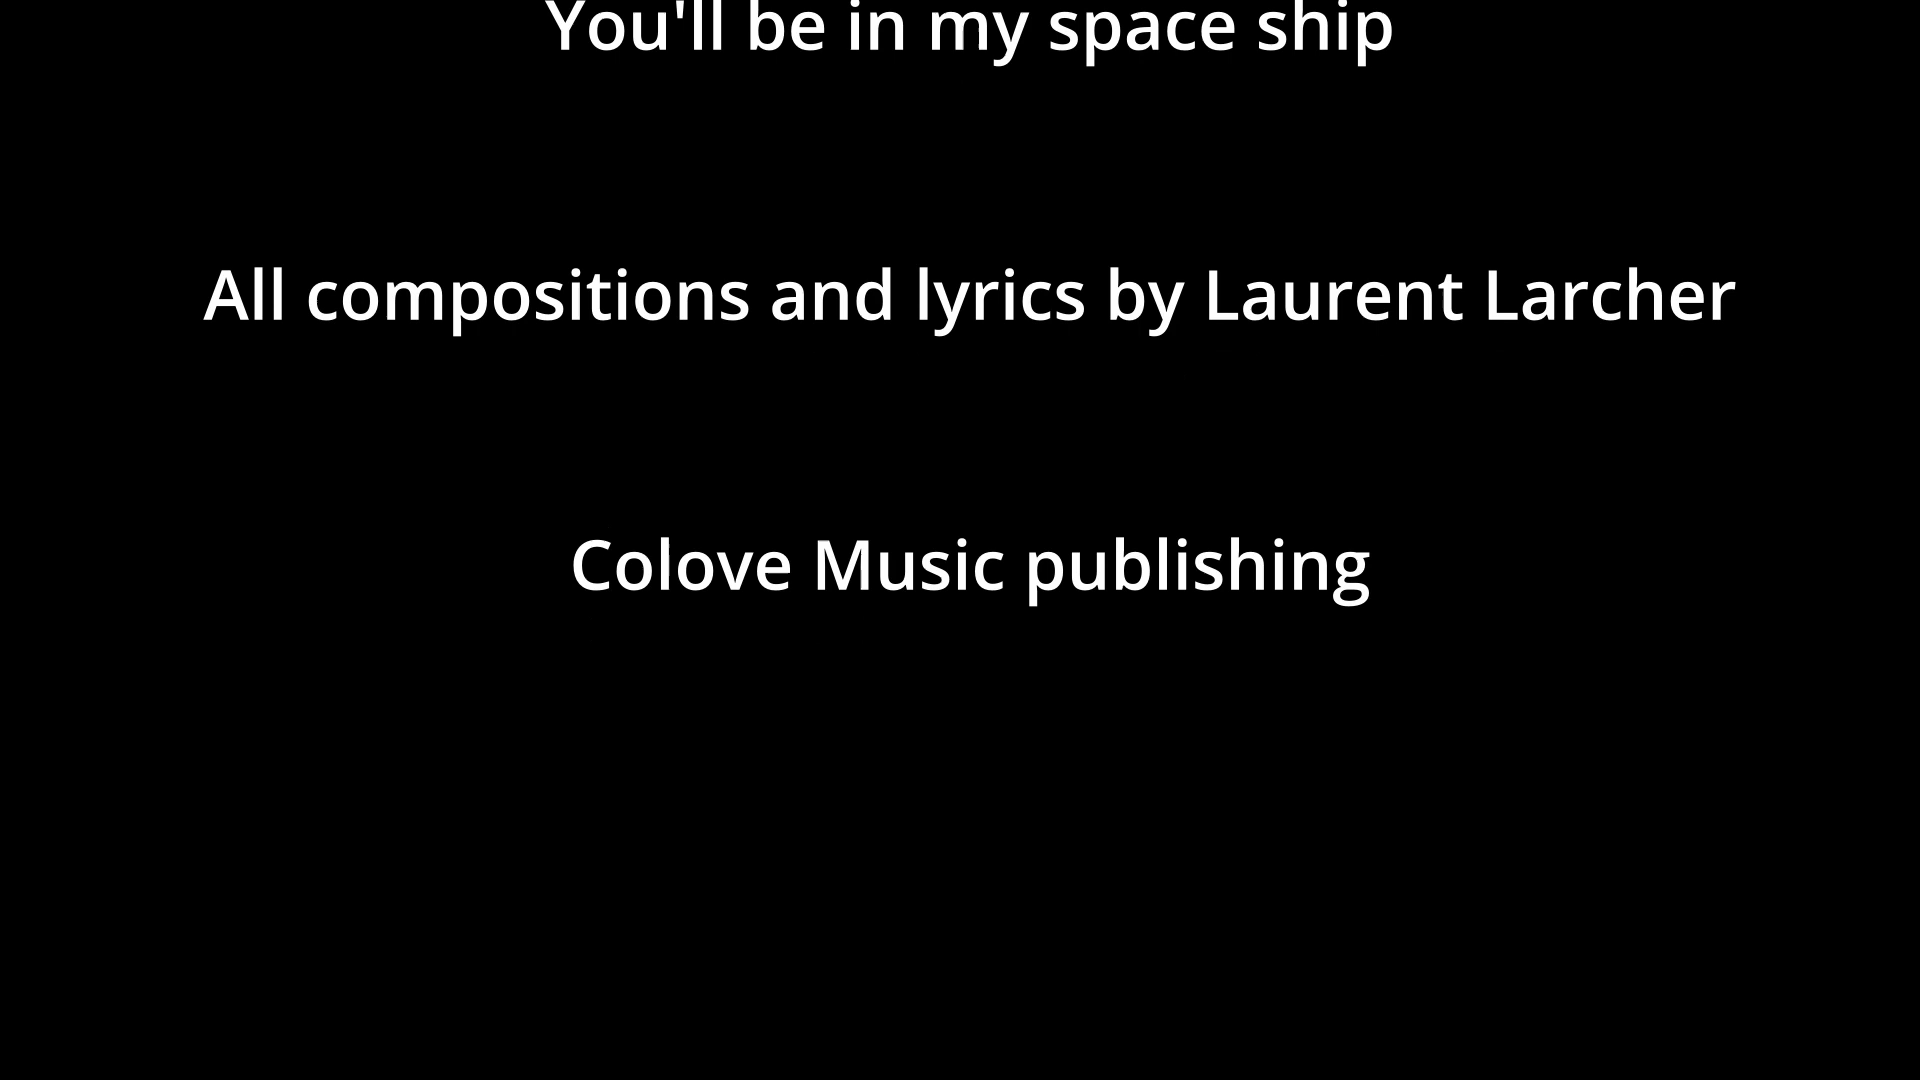 You'll be in my space ship
All compositions and lyrics by Laurent Larcher
Colove Music publishing